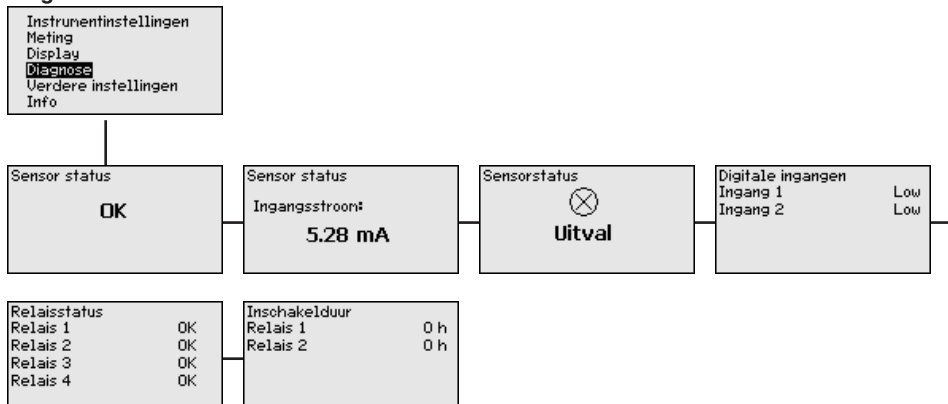 Instrumentinstellingen
Meting
Display
Diagnose
Verdere instellingen
Info
Sensor status
OK
Sensor status
Ingangsstroom:
5.28 mA
Sensorstatus
Uitval
Digitale ingangen
Ingang 1 Low
Ingang 2 Low
Relaisstatus
Relais 1 OK
Relais 2 OK
Relais 3 OK
Relais 4 OK
Inschakelduur
Relais 1 0 h
Relais 2 0 h